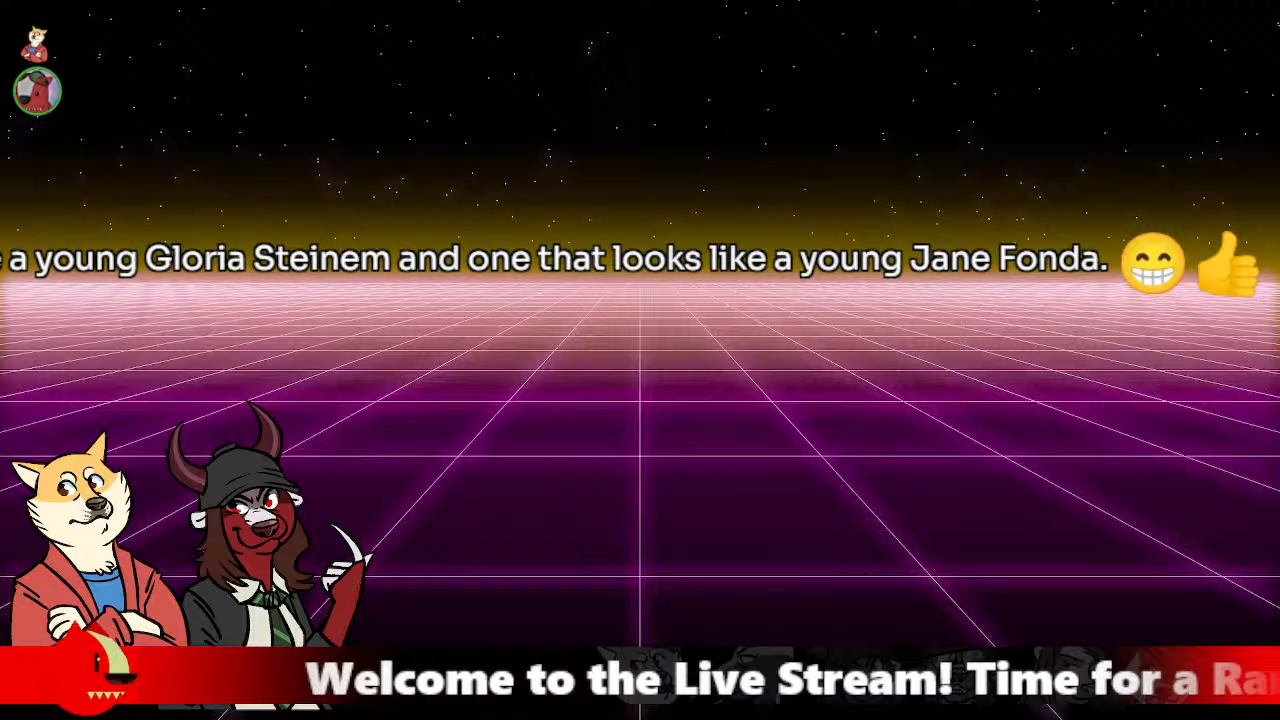 a young Gloria Steinem and one that looks like a young Jane Fonda. 😁👍
Welcome to the Live Stream! Time for a